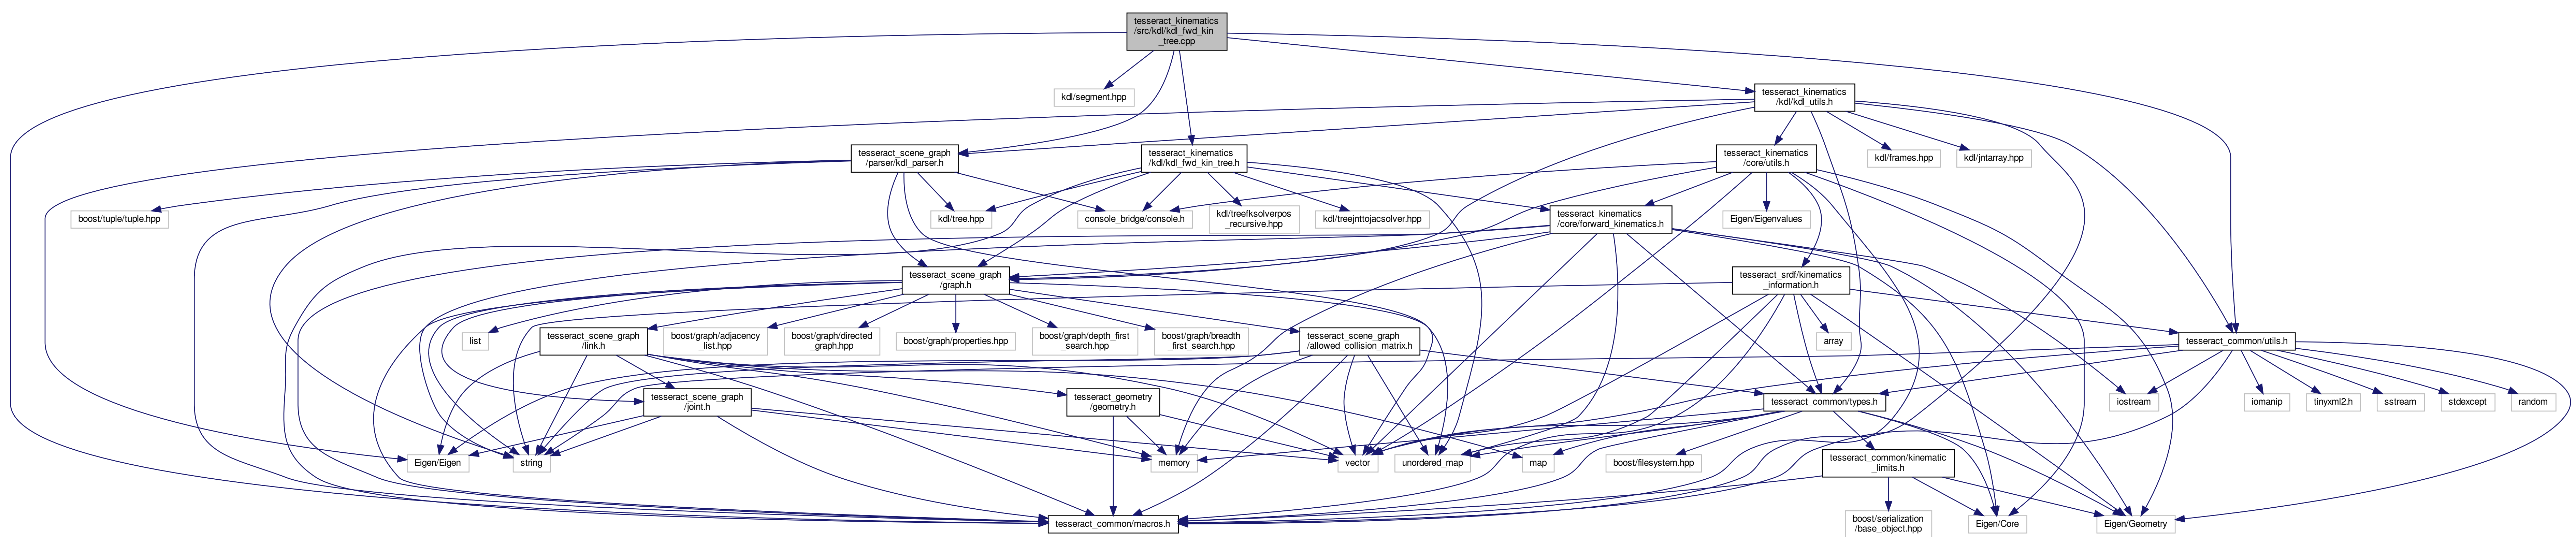 tesseract_kinematics
/src/kdl/kdl_fwd_kin
_tree.cpp
kdl/segment.hpp
tesseract_kinematics
/kdl/kdl_utils.h
tesseract_scene_graph
/parser/kdl_parser.h
tesseract_kinematics
/kdl/kdl_fwd_kin_tree.h
tesseract_kinematics
/core/utils.h
kdl/frames.hpp
kdl/jntarray.hpp
boost/tuple/tuple.hpp
kdl/tree.hpp
console_bridge/console.h
kdl/treefksolverpos
_recursive.hpp
kdl/treejnttojacsolver.hpp
tesseract_kinematics
/core/forward_kinematics.h
Eigen/Eigenvalues
tesseract_scene_graph
/graph.h
tesseract_srdf/kinematics
_information.h
list
tesseract_scene_graph
/link.h
boost/graph/adjacency
_list.hpp
boost/graph/directed
_graph.hpp
boost/graph/properties.hpp
boost/graph/depth_first
_search.hpp
boost/graph/breadth
_first_search.hpp
tesseract_scene_graph
/allowed_collision_matrix.h
array
tesseract_common/utils.h
tesseract_scene_graph
/joint.h
tesseract_geometry
/geometry.h
tesseract_common/types.h
iostream
iomanip
tinyxml2.h
sstream
stdexcept
random
Eigen/Eigen
string
memory
vector
unordered_map
map
boost/filesystem.hpp
tesseract_common/kinematic
_limits.h
tesseract_common/macros.h
boost/serialization
/base_object.hpp
Eigen/Core
Eigen/Geometry